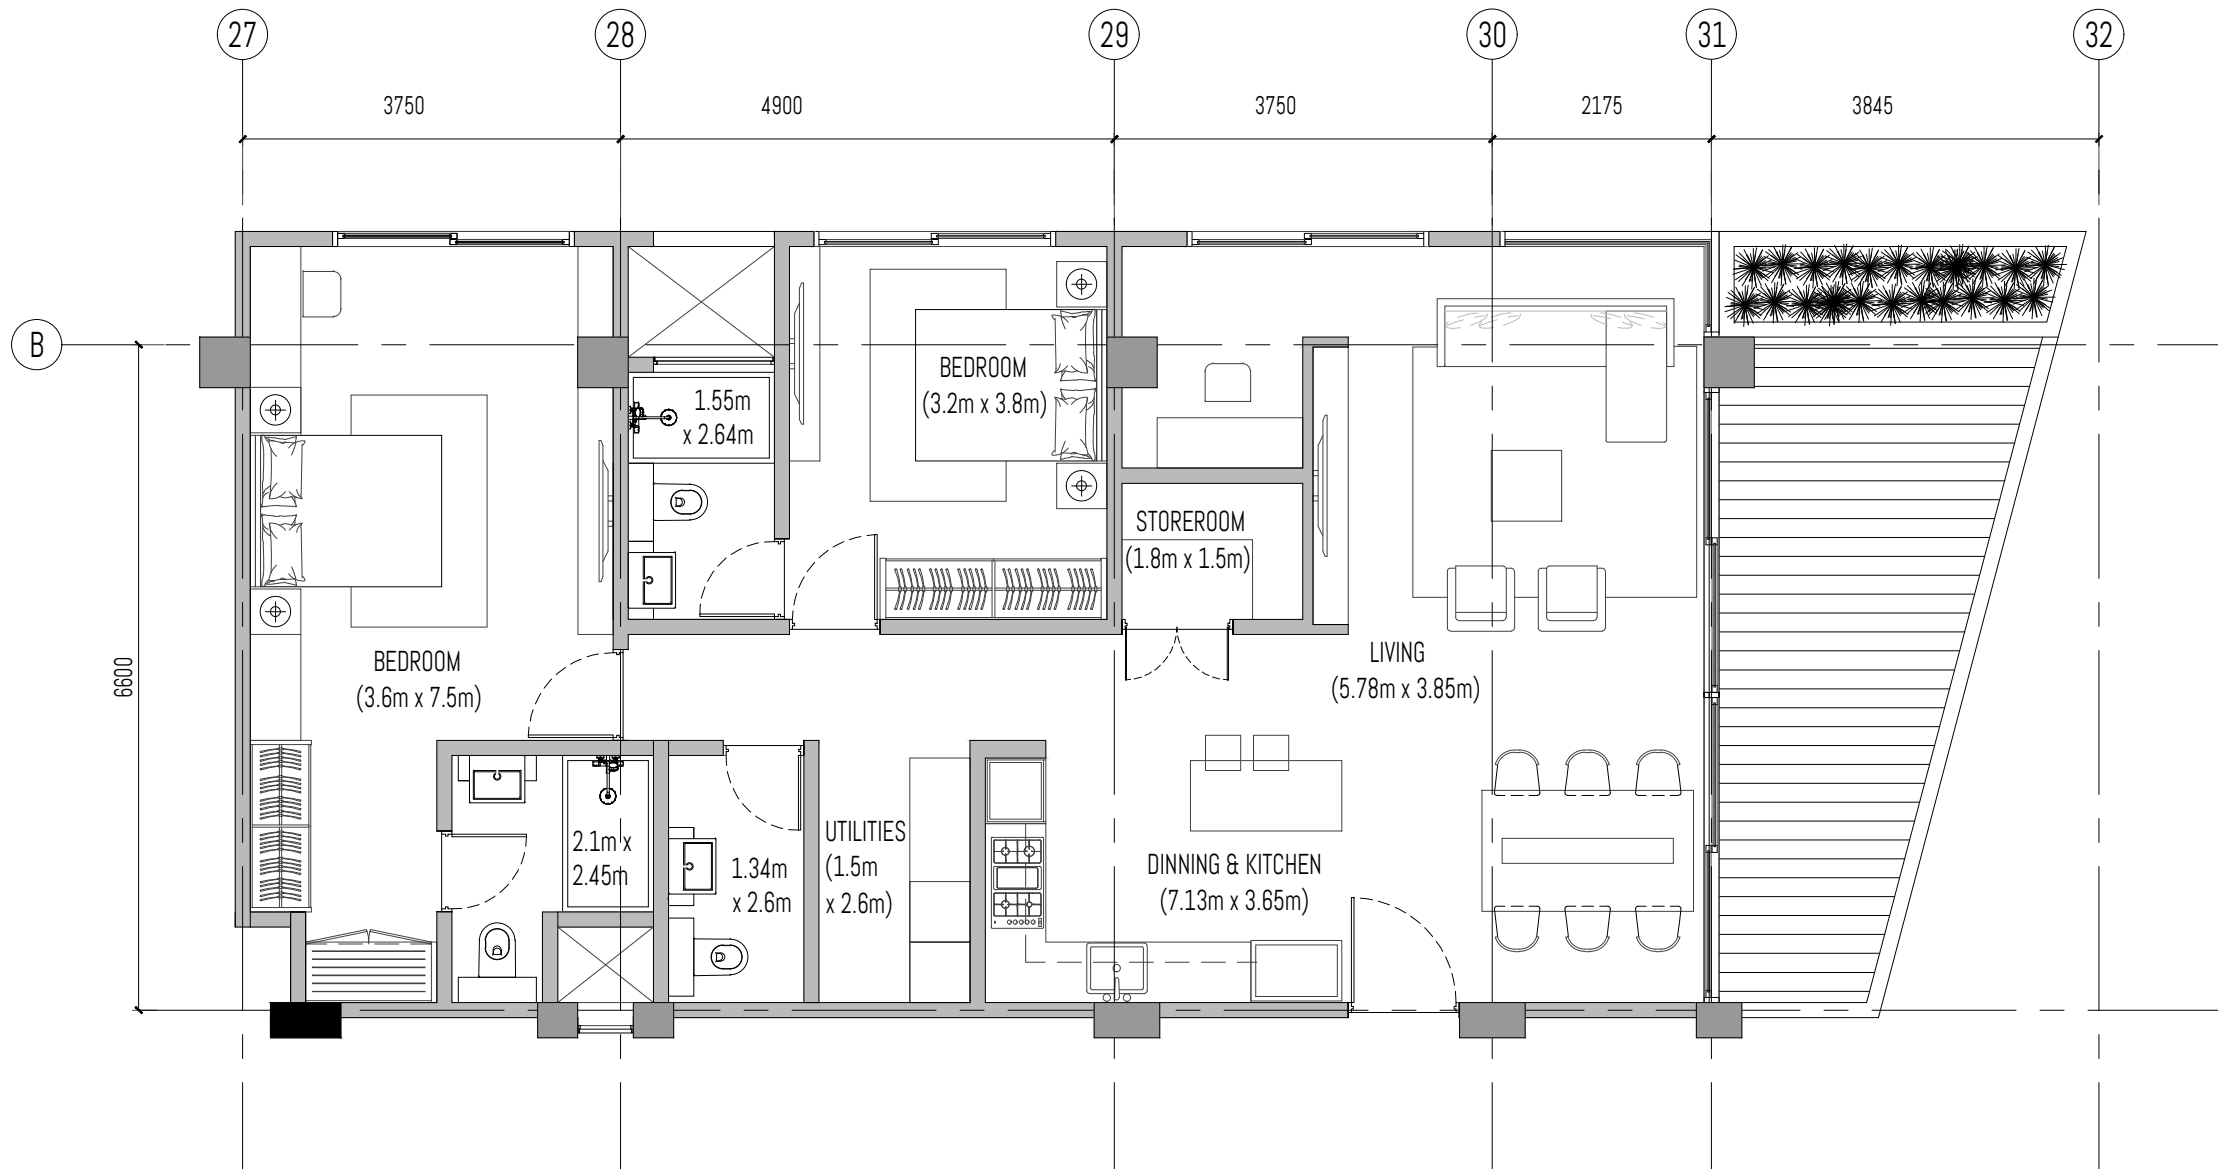 27
28
29
30
31
32
3750
4900
3750
2175
3845
B
6600
BEDROOM
(3.2m x 3.8m)
1.55m
x 2.64m
STOREROOM
(1.8m x 1.5m)
BEDROOM
(3.6m x 7.5m)
LIVING
(5.78m x 3.85m)
2.1m x
2.45m
1.34m
x 2.6m
UTILITIES
(1.5m
x 2.6m)
DINNING & KITCHEN
(7.13m x 3.65m)